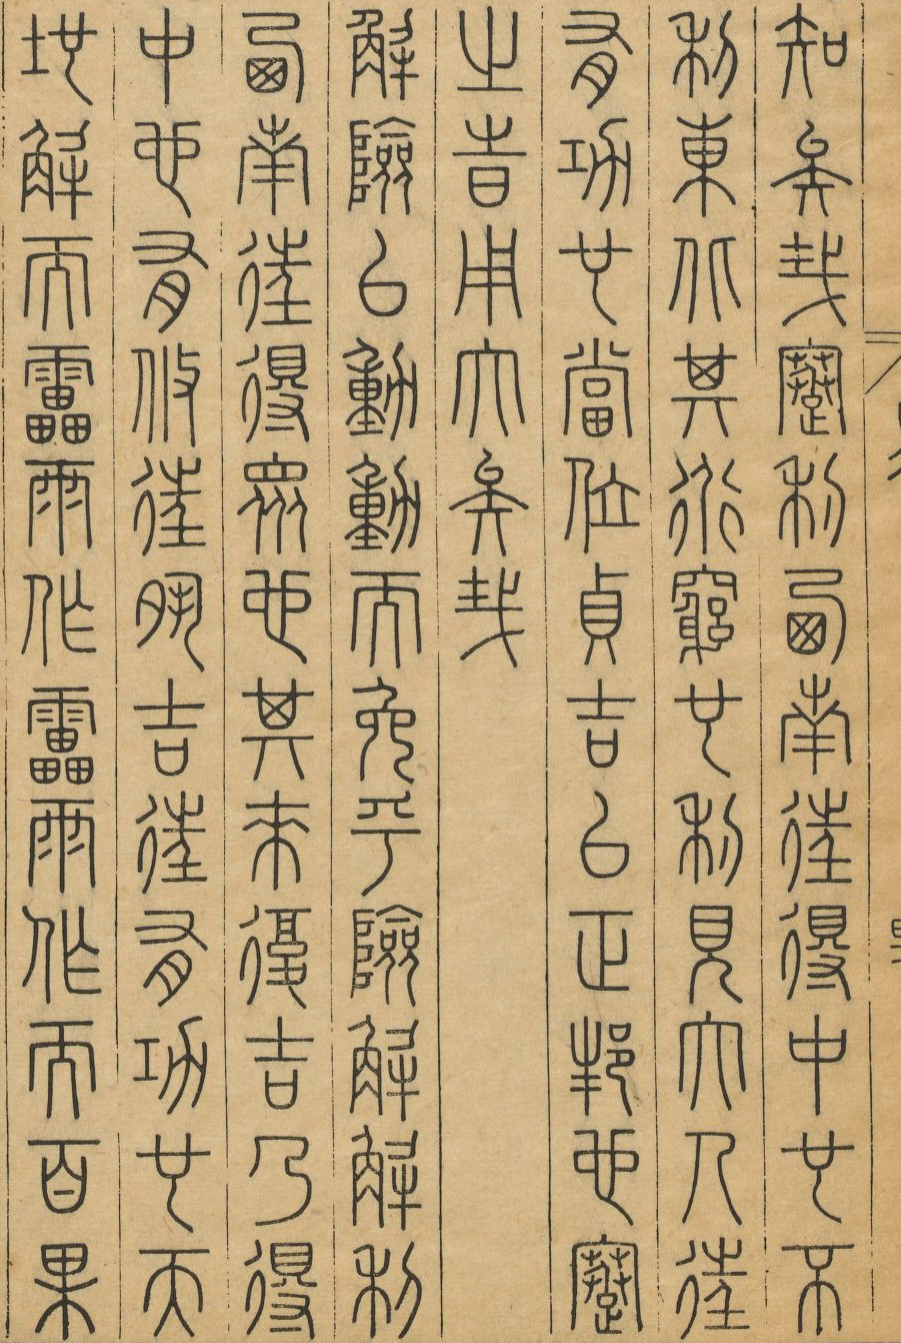 知矣哉蹇利西南往得中也不
利東北其道窮也利見大人往
有功也當位貞吉以正邦也蹇
之時用大矣哉
解險以動動而免乎險解解利
西南往得眾也其來復吉乃得
中也有攸往夙吉往有功也天
地解而雷雨作雷雨作而百果